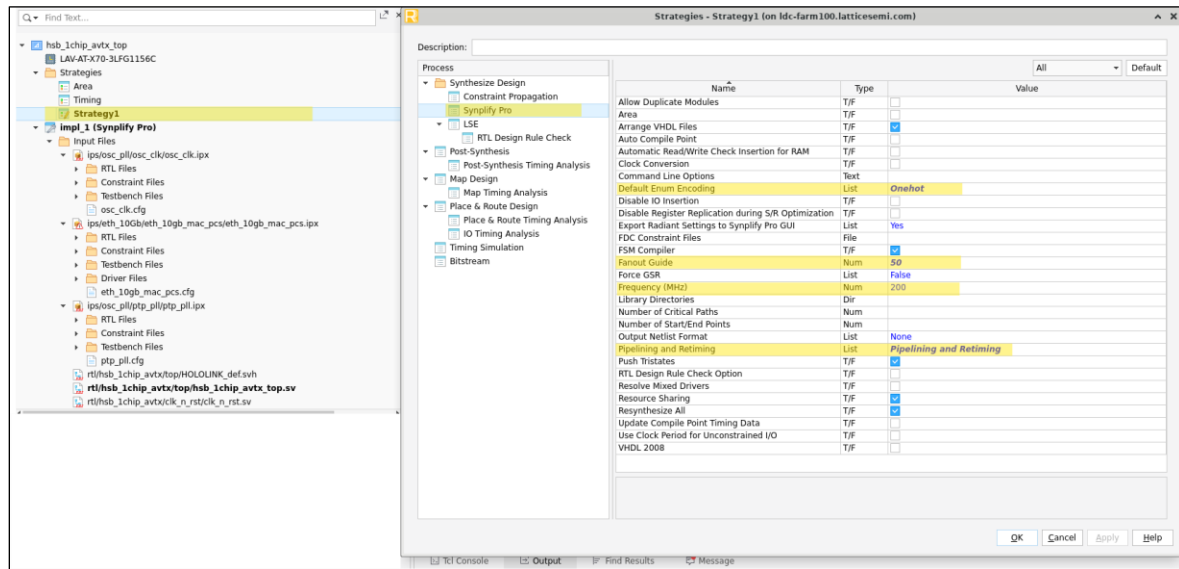 Find Text...
hsb_1chip_avtx_top
LAV-AT-X70-3LFG1156C
Strategies
Area
Timing
Strategy1
impl_1 (Synplify Pro)
Input Files
ips/osc_pll/osc_clk/osc_clk.ipx
RTL Files
Constraint Files
Testbench Files
osc_clk.cfg
ips/eth_10Gb/eth_10gb_mac_pcs/eth_10gb_mac_pcs.ipx
RTL Files
Constraint Files
Testbench Files
Driver Files
eth_10gb_mac_pcs.cfg
ips/osc_pll/ptp_pll/ptp_pll.ipx
RTL Files
Constraint Files
Testbench Files
ptp_pll.cfg
rtl/hsb_1chip_avtx/top/HOLOLINK_def.svh
rtl/hsb_1chip_avtx/top/hsb_1chip_avtx_top.sv
rtl/hsb_1chip_avtx/clk_n_rst/clk_n_rst.sv
Strategies - Strategy1 (on ldc-farm100.latticesemi.com)
Description:
Process
Synthesize Design
Constraint Propagation
Synplify Pro
LSE
RTL Design Rule Check
Post-Synthesis
Post-Synthesis Timing Analysis
Map Design
Map Timing Analysis
Place & Route Design
Place & Route Timing Analysis
IO Timing Analysis
Timing Simulation
Bitstream
All Default
Name Type Value
Allow Duplicate Modules T/F
Area T/F
Arrange VHDL Files T/F
Auto Compile Point T/F
Automatic Read/Write Check Insertion for RAM T/F
Clock Conversion T/F
Command Line Options Text
Default Enum Encoding List Onehot
Disable IO Insertion T/F
Disable Register Replication during S/R Optimization T/F
Export Radiant Settings to Synplify Pro GUI List Yes
FDC Constraint Files File
FSM Compiler T/F
Fanout Guide Num 50
Force GSR List False
Frequency (MHz) Num 200
Library Directories Dir
Number of Critical Paths Num
Number of Start/End Points Num
Output Netlist Format List None
Pipelining and Retiming List Pipelining and Retiming
Push Tristates T/F
RTL Design Rule Check Option T/F
Resolve Mixed Drivers T/F
Resource Sharing T/F
Resynthesize All T/F
Update Compile Point Timing Data T/F
Use Clock Period for Unconstrained I/O T/F
VHDL 2008 T/F
OK Cancel Apply Help
Tcl Console Output Find Results Message